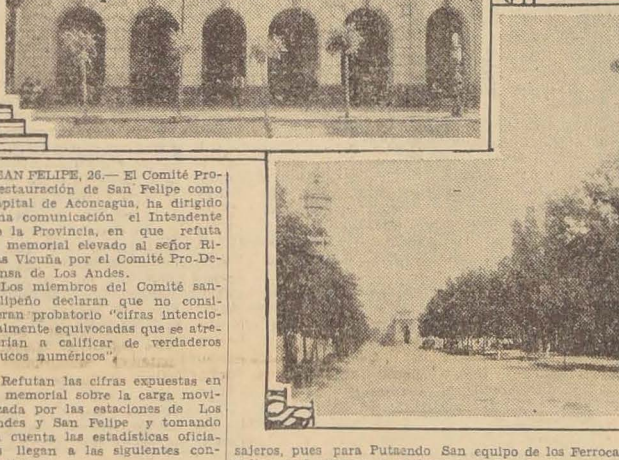 SAN FELIPE, 26.— El Comité Pro-
estauración de San Felipe como
pital de Aconcagua, ha dirigido
na comunicación el Intendente
la Provincia, en que refuta
memorial elevado al señor Ri-
s Vicuña por el Comité Pro-De-
nsa de Los Andes.
Los miembros del Comité san-
lipeño declaran que no consi-
eran probatorio "cifras intencio-
almente equivocadas que se atre-
rían a calificar de verdaderos
ucos numéricos".
Refutan las cifras expuestas en
memorial sobre la carga movi-
zada por las estaciones de Los
ndes y San Felipe y tomando
cuenta las estadísticas oficia-
s llegan a las siguientes con-
sajeros, pues para Putaendo San equipo de los Ferroca